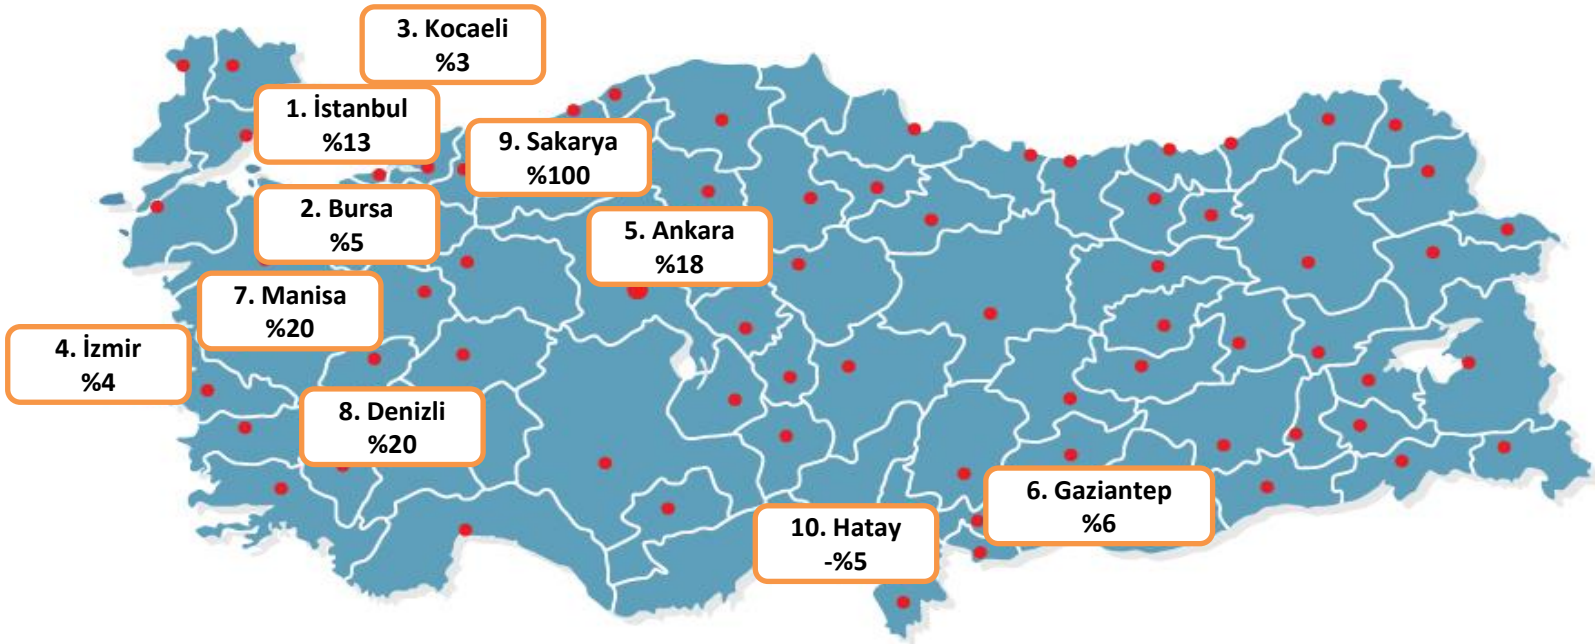 3. Kocaeli
%3
1. İstanbul
%13
9. Sakarya
%100
2. Bursa
%5
5. Ankara
%18
7. Manisa
%20
4. İzmir
%4
8. Denizli
%20
6. Gaziantep
%6
10. Hatay
-%5